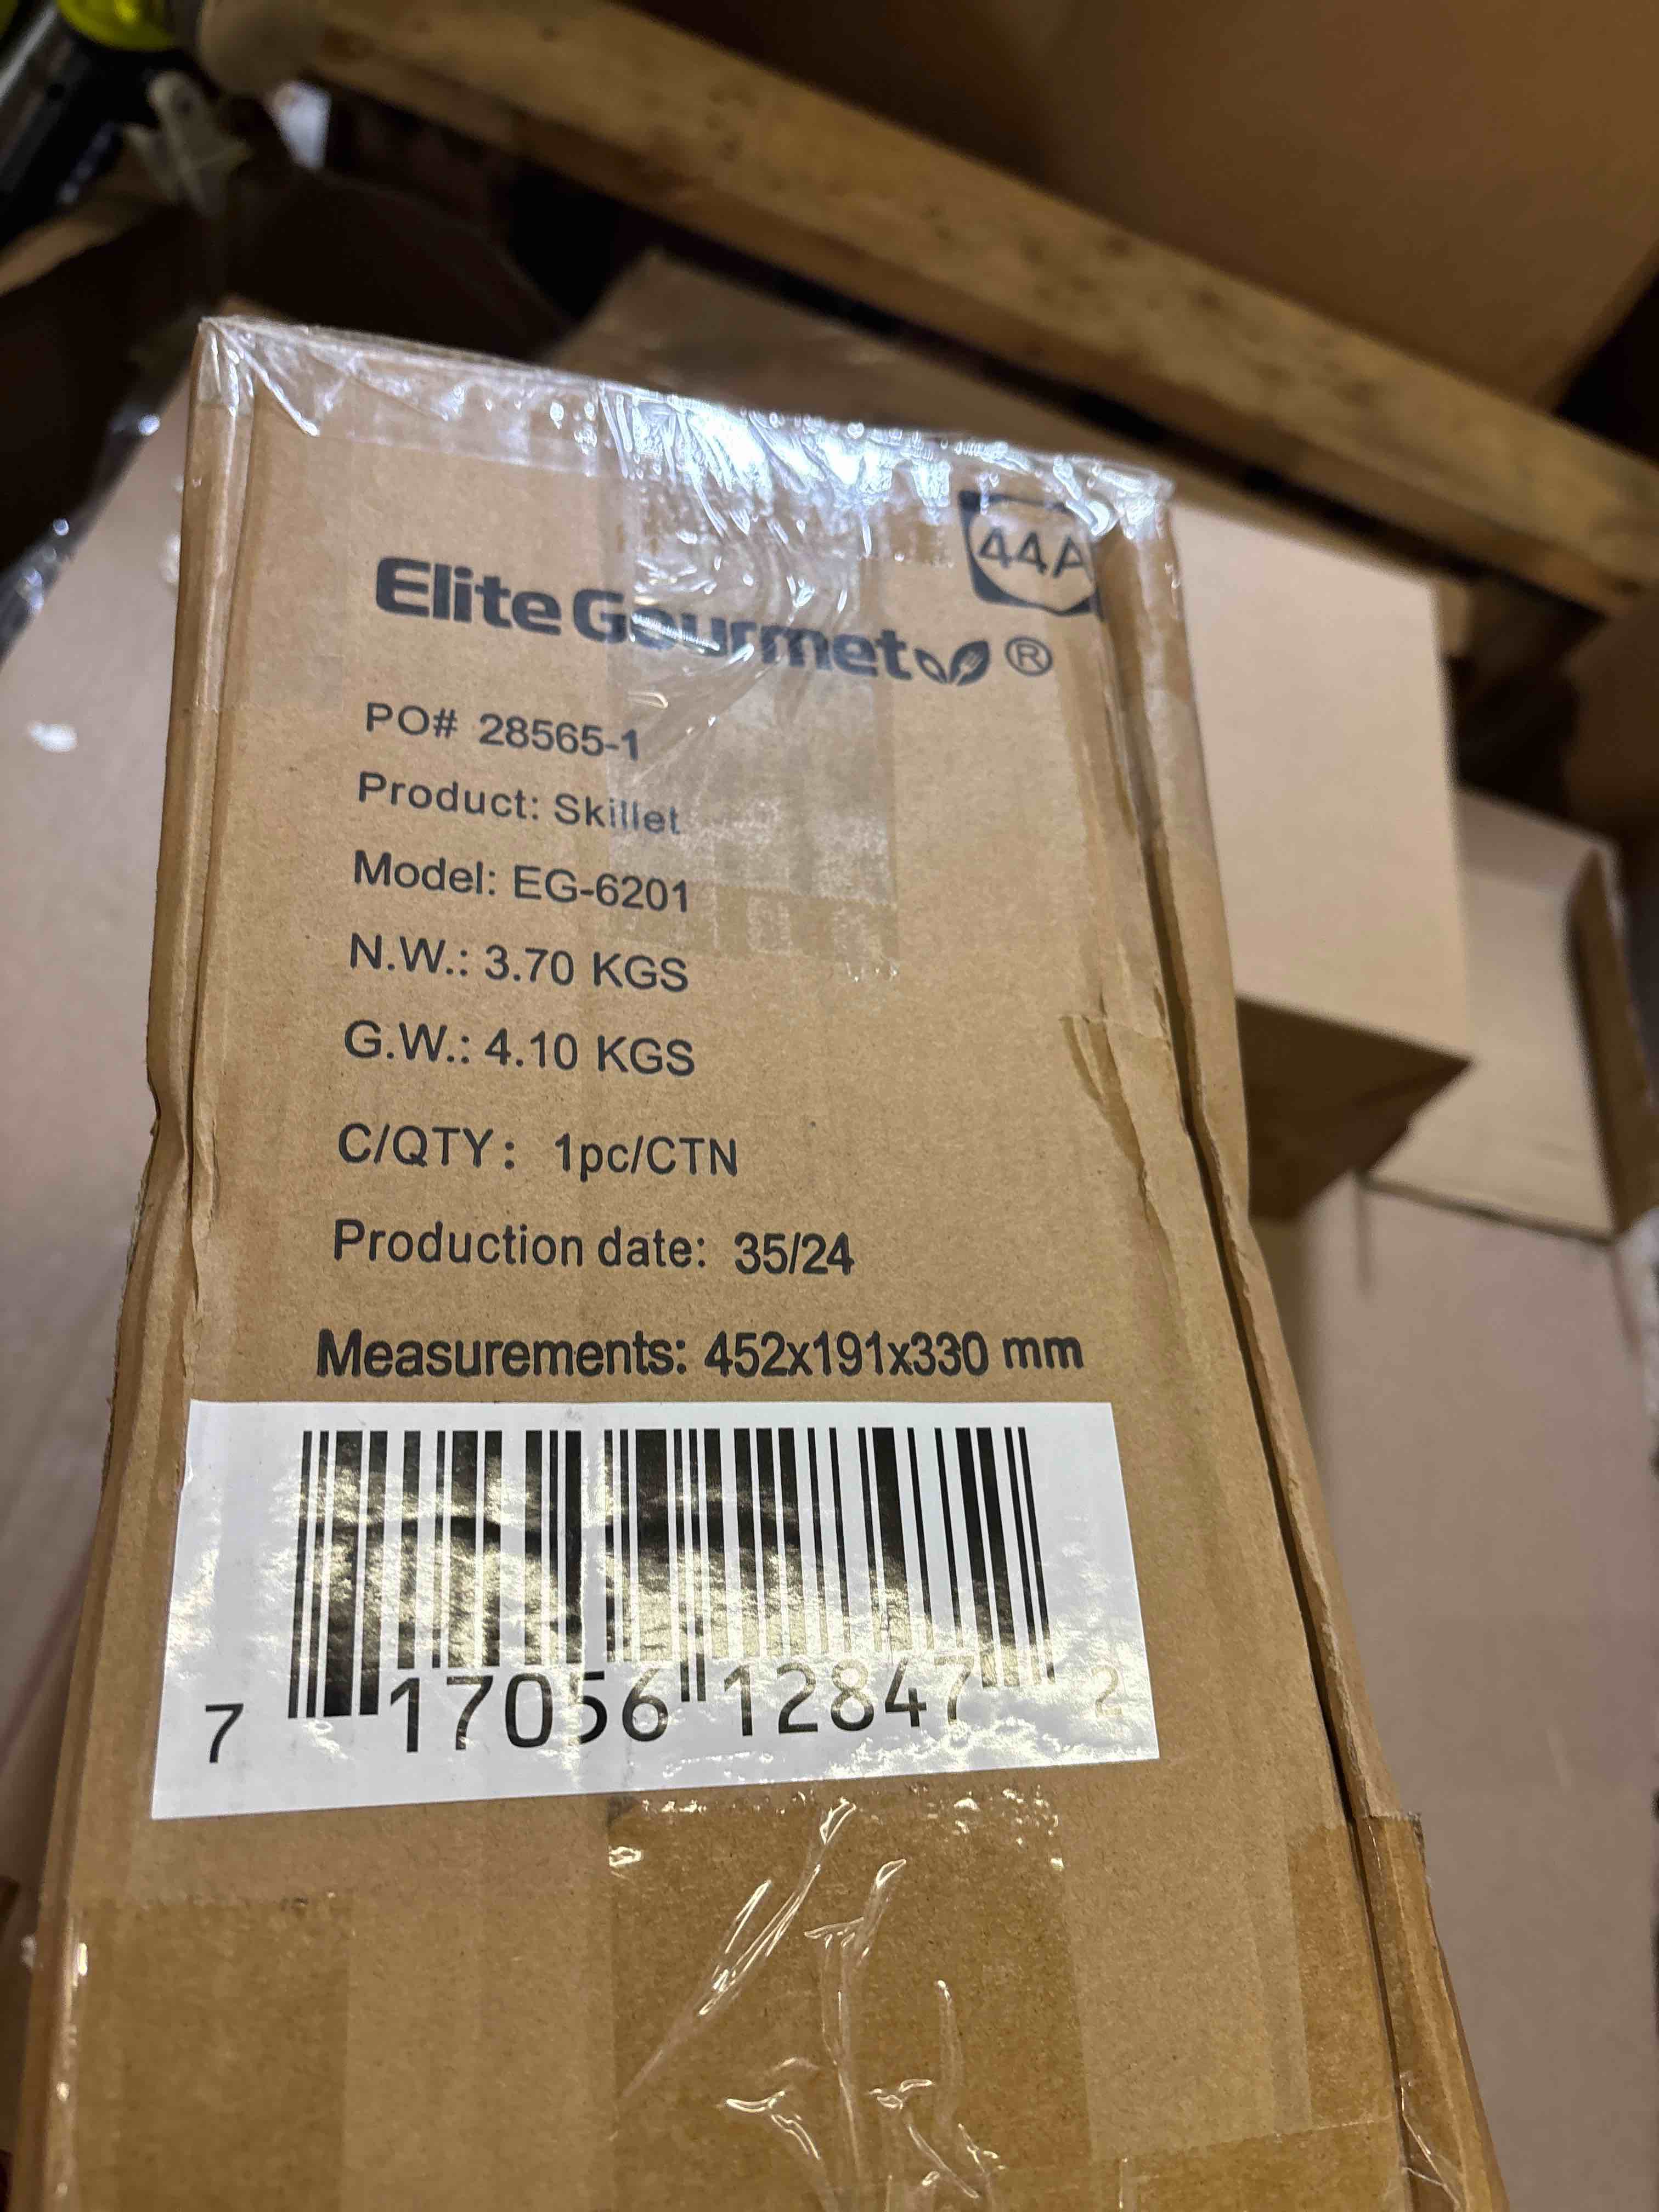 44A
Elite Gourmet ®
PO# 28565-1
Product: Skillet
Model: EG-6201
N.W.: 3.70 KGS
G.W.: 4.10 KGS
C/QTY: 1pc/CTN
Production date: 35/24
Measurements: 452x191x330 mm
7 17056 12847 2